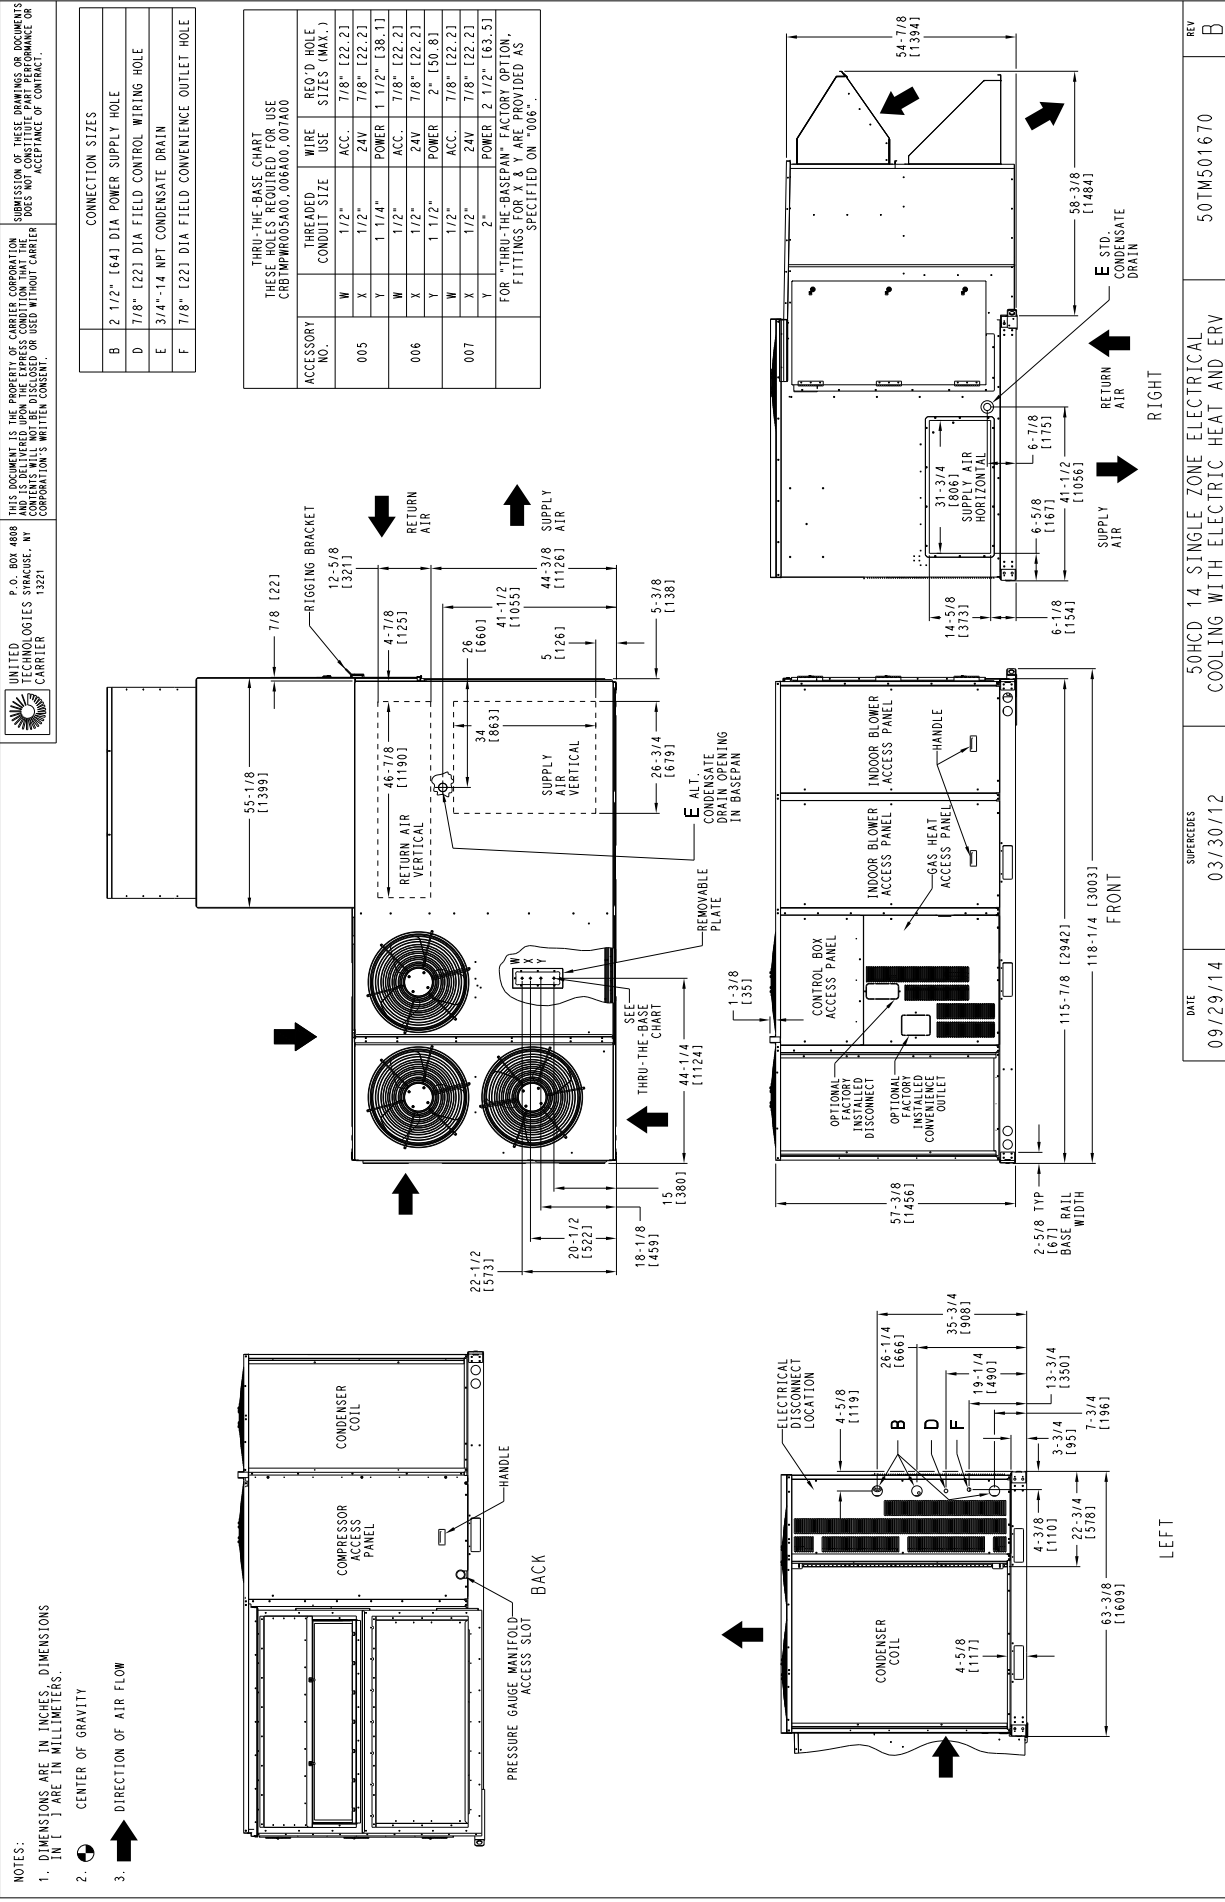 NOTES:
1. DIMENSIONS ARE IN INCHES, DIMENSIONS
IN [ ] ARE IN MILLIMETERS.
2. CENTER OF GRAVITY
3. DIRECTION OF AIR FLOW
UNITED
TECHNOLOGIES
CARRIER
P.O. BOX 4808
SYRACUSE, NY
13221
THIS DOCUMENT IS THE PROPERTY OF CARRIER CORPORATION
AND IS DELIVERED UPON THE EXPRESS CONDITION THAT THE
CONTENTS WILL NOT BE DISCLOSED OR USED WITHOUT CARRIER
CORPORATION'S WRITTEN CONSENT.
SUBMISSION OF THESE DRAWINGS OR DOCUMENTS
DOES NOT CONSTITUTE PART PERFORMANCE OR
ACCEPTANCE OF CONTRACT.
CONNECTION SIZES
B 2 1/2" [64] DIA POWER SUPPLY HOLE
D 7/8" [22] DIA FIELD CONTROL WIRING HOLE
E 3/4"-14 NPT CONDENSATE DRAIN
F 7/8" [22] DIA FIELD CONVENIENCE OUTLET HOLE
THRU-THE-BASE CHART
THESE HOLES REQUIRED FOR USE
CRBTMPWR005A00,006A00,007A00
ACCESSORY
NO.
THREADED
CONDUIT SIZE
WIRE
USE
REQ'D HOLE
SIZES (MAX.)
005
W 1/2" ACC. 7/8" [22.2]
X 1/2" 24V 7/8" [22.2]
Y 1 1/4" POWER 1 1/2" [38.1]
006
W 1/2" ACC. 7/8" [22.2]
X 1/2" 24V 7/8" [22.2]
Y 1 1/2" POWER 2" [50.8]
007
W 1/2" ACC. 7/8" [22.2]
X 1/2" 24V 7/8" [22.2]
Y 2" POWER 2 1/2" [63.5]
FOR "THRU-THE-BASEPAN" FACTORY OPTION,
FITTINGS FOR X & Y ARE PROVIDED AS
SPECIFIED ON "006".
55-1/8
[1399]
7/8 [22]
RIGGING BRACKET
12-5/8
[321]
RETURN
AIR
SUPPLY
AIR
4-7/8
[125]
41-1/2
[1055]
44-3/8
[1126]
26
[660]
5
[126]
5-3/8
[138]
46-7/8
[1190]
RETURN AIR
VERTICAL
34
[863]
SUPPLY
AIR
VERTICAL
26-3/4
[679]
E ALT.
CONDENSATE
DRAIN OPENING
IN BASEPAN
REMOVABLE
PLATE
W
X
Y
SEE
THRU-THE-BASE
CHART
44-1/4
[1124]
15
[380]
18-1/8
[459]
20-1/2
[522]
22-1/2
[573]
CONDENSER
COIL
COMPRESSOR
ACCESS
PANEL
HANDLE
PRESSURE GAUGE MANIFOLD
ACCESS SLOT
BACK
ELECTRICAL
DISCONNECT
LOCATION
4-5/8
[119]
26-1/4
[666]
35-3/4
[908]
B
D
F
19-1/4
[490]
13-3/4
[350]
7-3/4
[196]
3-3/4
[95]
4-3/8
[110]
22-3/4
[578]
63-3/8
[1609]
4-5/8
[117]
CONDENSER
COIL
LEFT
1-3/8
[35]
CONTROL BOX
ACCESS PANEL
INDOOR BLOWER
ACCESS PANEL
INDOOR BLOWER
ACCESS PANEL
GAS HEAT
ACCESS PANEL
HANDLE
OPTIONAL
FACTORY
INSTALLED
DISCONNECT
OPTIONAL
FACTORY
INSTALLED
CONVENIENCE
OUTLET
57-3/8
[1456]
2-5/8 TYP
[67]
BASE RAIL
WIDTH
115-7/8 [2942]
118-1/4 [3003]
FRONT
54-7/8
[1394]
58-3/8
[1484]
E STD.
CONDENSATE
DRAIN
RETURN
AIR
SUPPLY
AIR
31-3/4
[806]
SUPPLY AIR
HORIZONTAL
6-7/8
[175]
41-1/2
[1056]
6-5/8
[167]
14-5/8
[373]
6-1/8
[154]
RIGHT
DATE
09/29/14
SUPERCEDES
03/30/12
50HCD 14 SINGLE ZONE ELECTRICAL
COOLING WITH ELECTRIC HEAT AND ERV
50TM501670
REV
B